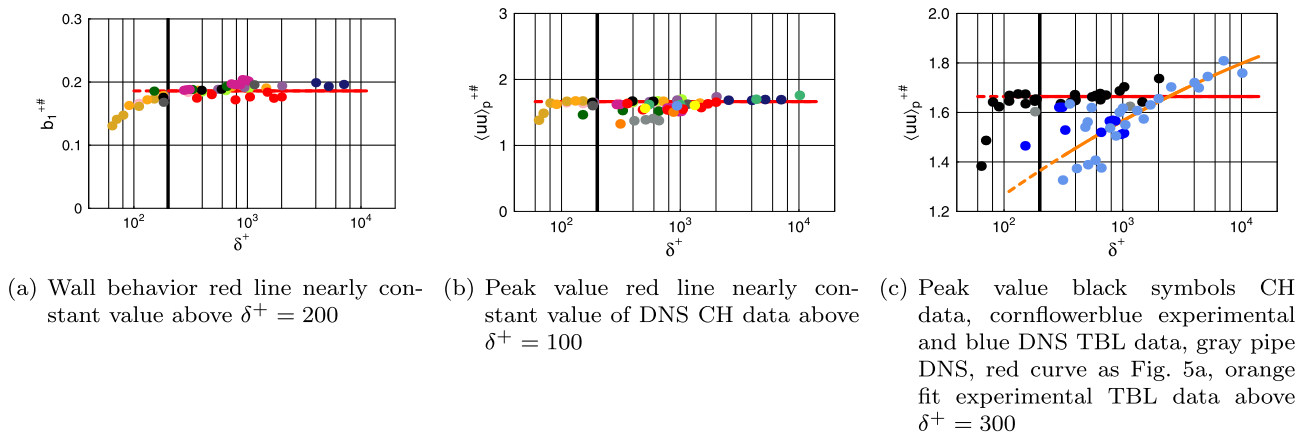 0.3
0.2
0.1
0
b₁⁺#
10² 10³ 10⁴
δ⁺
3
2
1
0
⟨uu⟩ₚ⁺#
10² 10³ 10⁴
δ⁺
2.0
1.8
1.6
1.4
1.2
⟨uu⟩ₚ⁺#
10² 10³ 10⁴
δ⁺
(a) Wall behavior red line nearly con-
stant value above δ⁺ = 200
(b) Peak value red line nearly con-
stant value of DNS CH data above
δ⁺ = 100
(c) Peak value black symbols CH
data, cornflowerblue experimental
and blue DNS TBL data, gray pipe
DNS, red curve as Fig. 5a, orange
fit experimental TBL data above
δ⁺ = 300